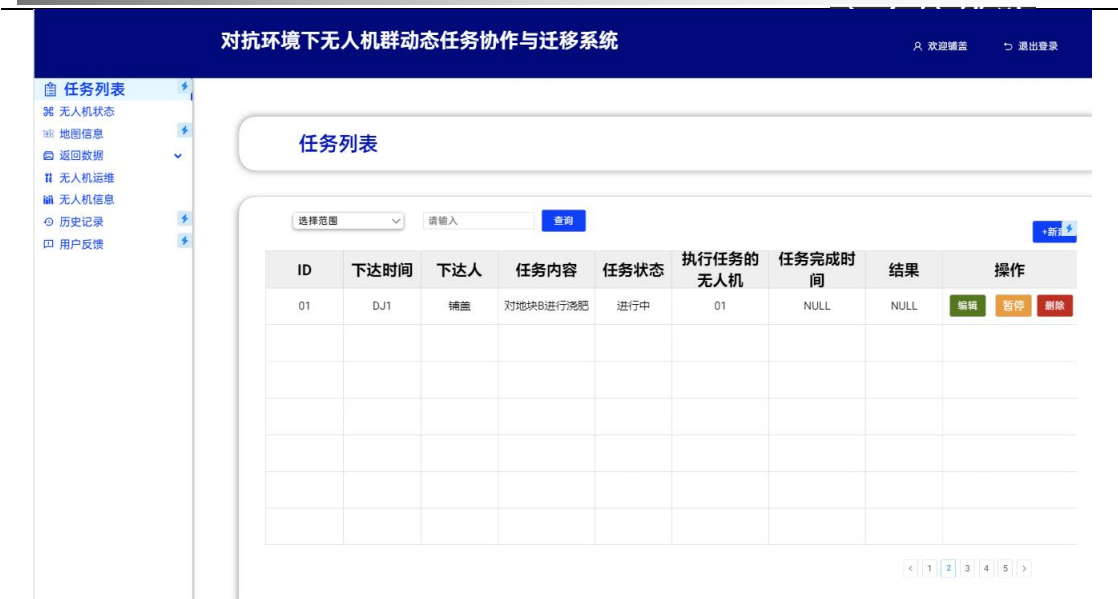 对抗环境下无人机群动态任务协作与迁移系统
欢迎铺盖 退出登录
任务列表
无人机状态
地图信息
返回数据
无人机运维
无人机信息
历史记录
用户反馈
任务列表
选择范围 请输入 查询
+新建
ID 下达时间 下达人 任务内容 任务状态 执行任务的无人机 任务完成时间 结果 操作
01 DJ1 铺盖 对地块B进行浇肥 进行中 01 NULL NULL 编辑 暂停 删除
< 1 2 3 4 5 >